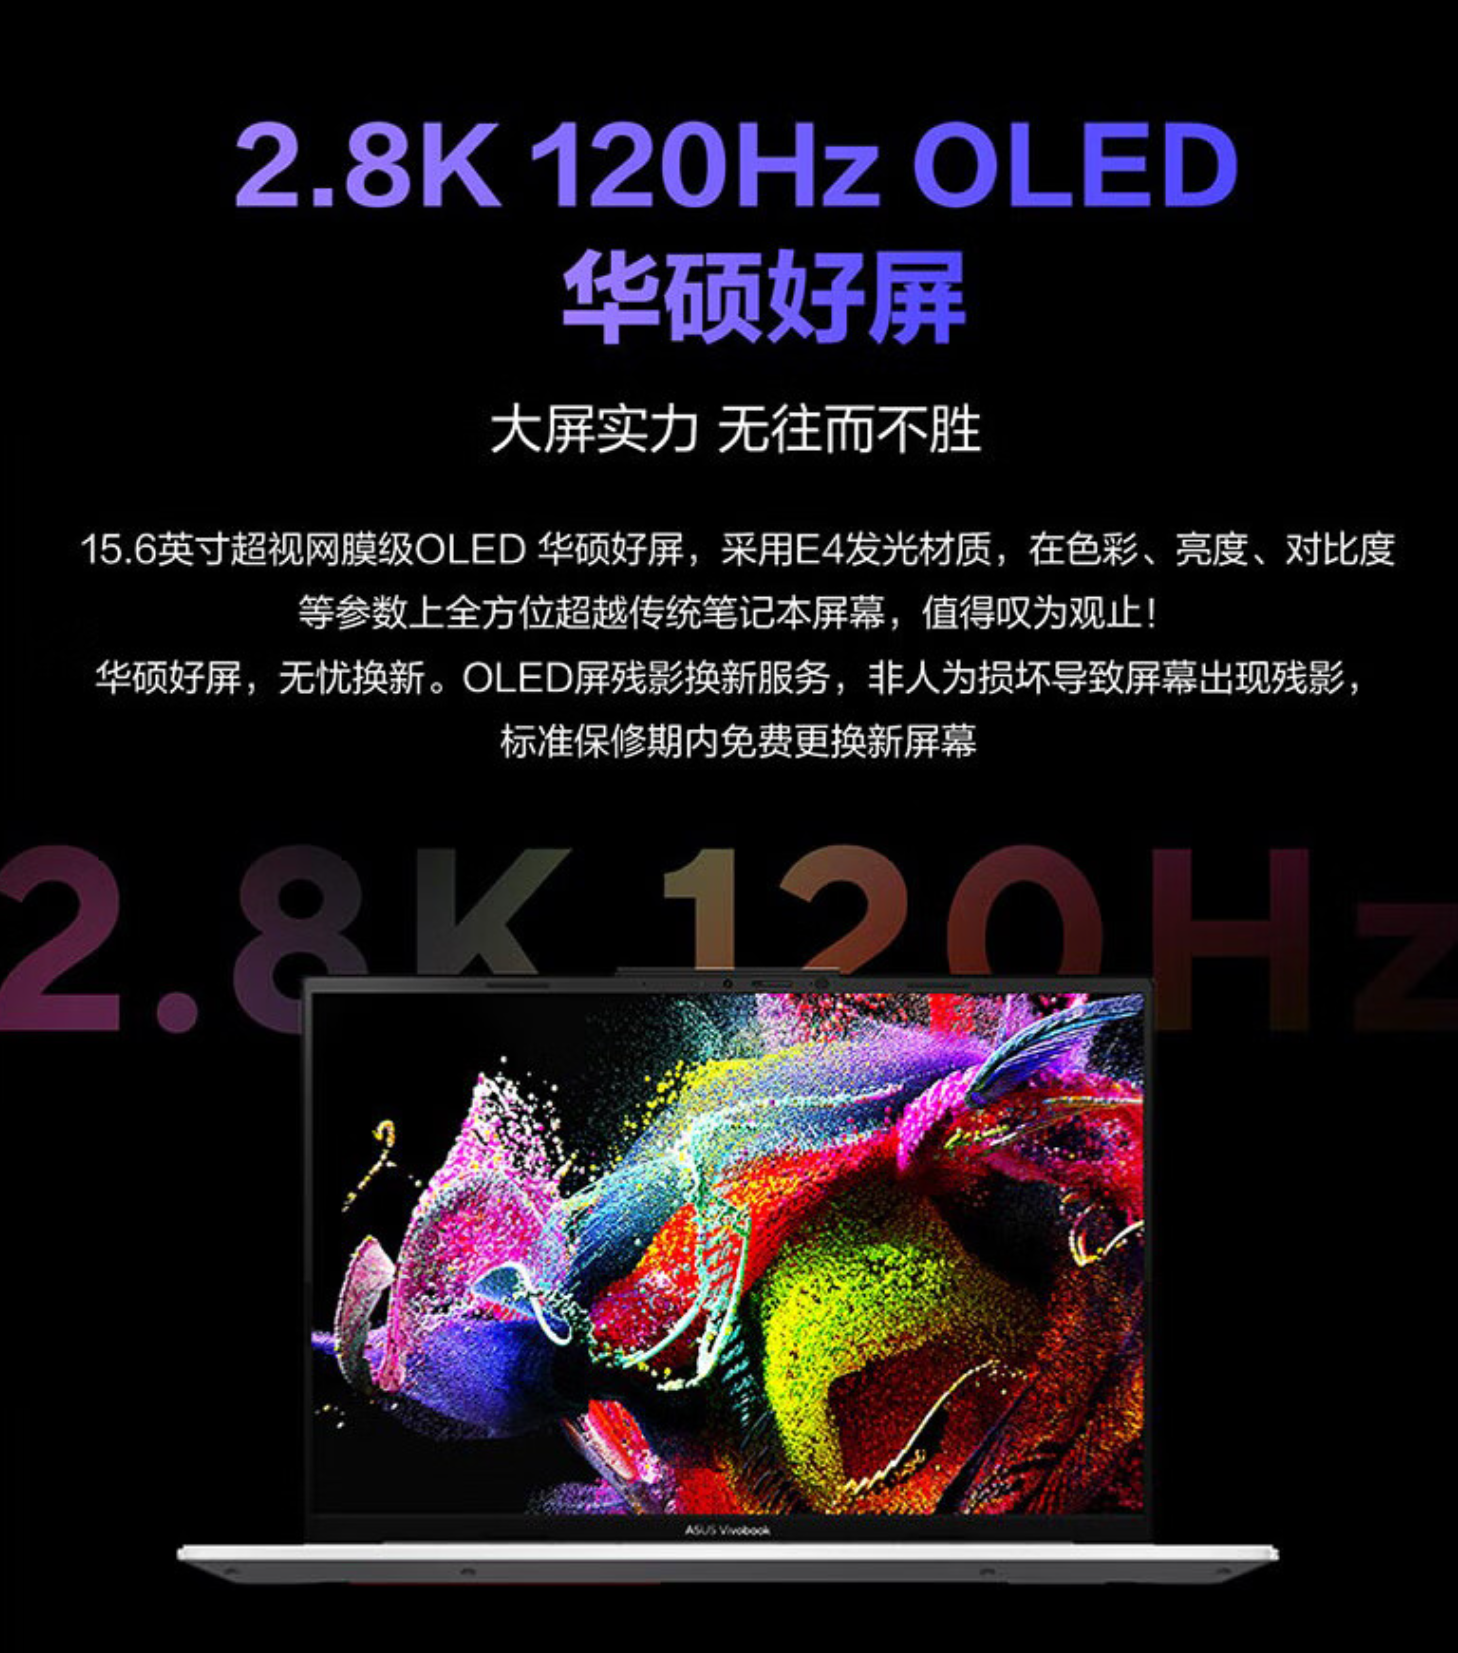 2.8K 120Hz OLED
华硕好屏
大屏实力 无往而不胜
15.6英寸超视网膜级OLED 华硕好屏，采用E4发光材质，在色彩、亮度、对比度
等参数上全方位超越传统笔记本屏幕，值得叹为观止！
华硕好屏，无忧换新。OLED屏残影换新服务，非人为损坏导致屏幕出现残影，
标准保修期内免费更换新屏幕
2.8K 120Hz
ASUS Vivobook